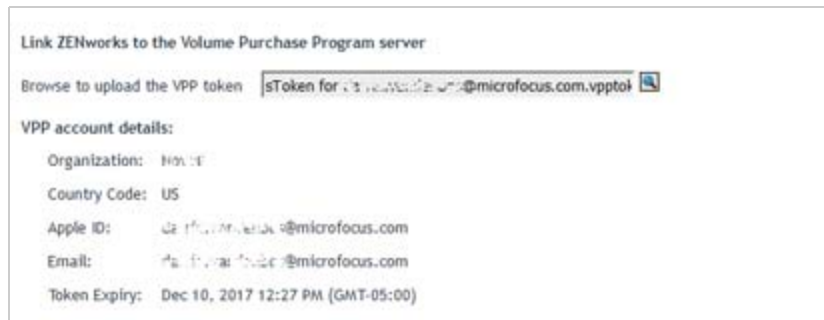 Link ZENworks to the Volume Purchase Program server
Browse to upload the VPP token sToken for @microfocus.com.vpptok
VPP account details:
Organization:
Country Code: US
Apple ID: @microfocus.com
Email: @microfocus.com
Token Expiry: Dec 10, 2017 12:27 PM (GMT-05:00)